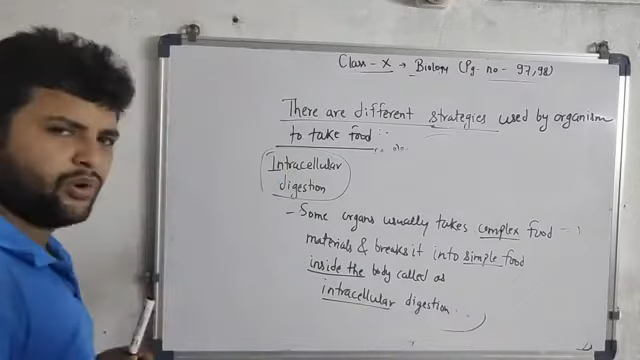 Class - X → Biology (Pg. no - 97,98)
There are different strategies used by organism
to take food
Intracellular
digestion
- Some organs usually takes complex food -
materials & breaks it into simple food
inside the body called as
intracellular digestion